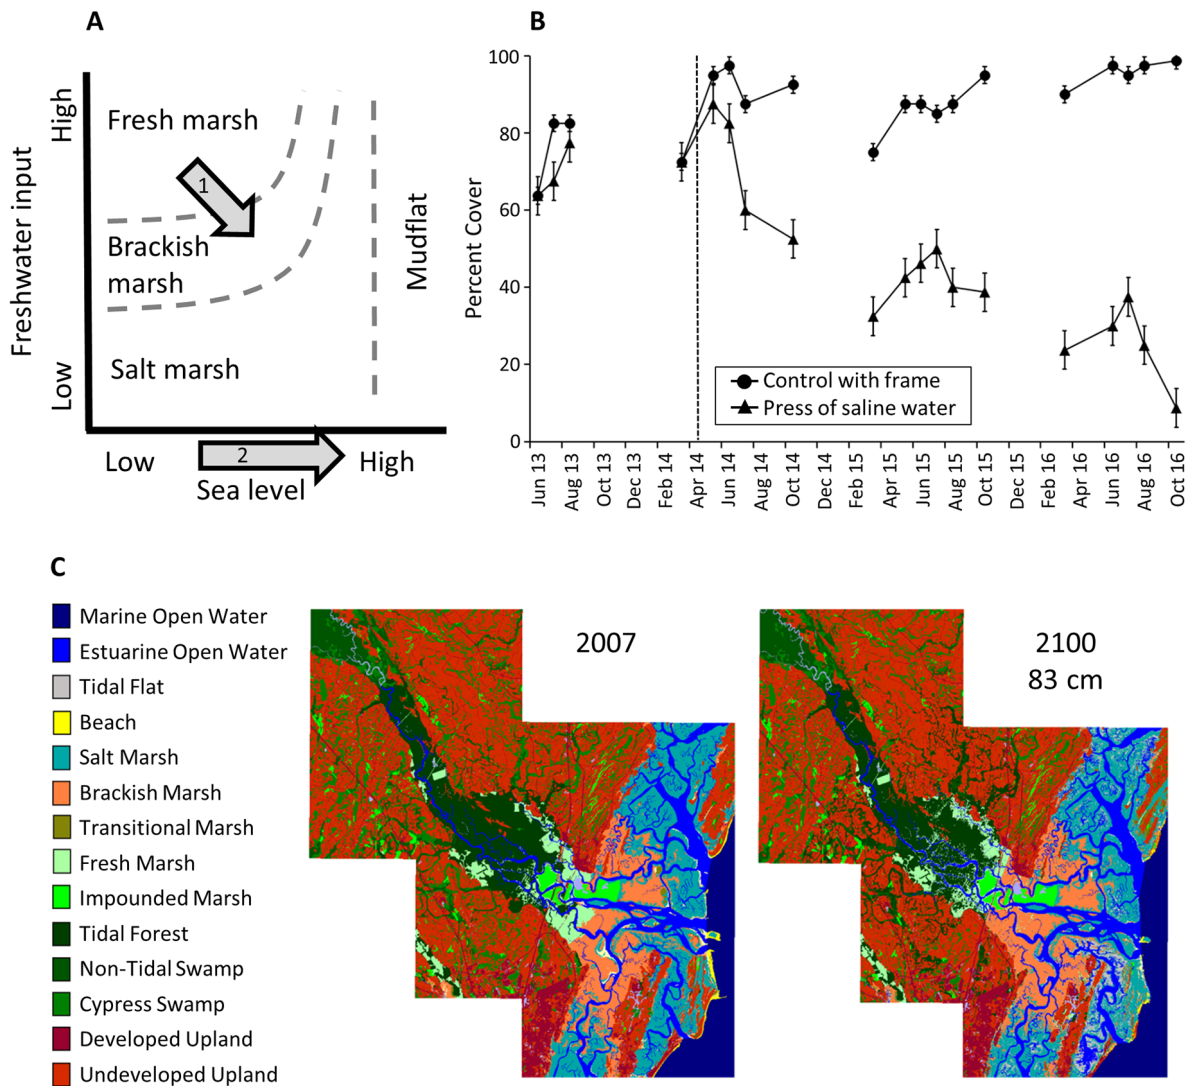 A
High
Freshwater input
Low
Fresh marsh
1
Brackish
marsh
Salt marsh
Mudflat
Low
2
High
Sea level
B
Percent Cover
100
80
60
40
20
0
Control with frame
Press of saline water
Jun 13
Aug 13
Oct 13
Dec 13
Feb 14
Apr 14
Jun 14
Aug 14
Oct 14
Dec 14
Feb 15
Apr 15
Jun 15
Aug 15
Oct 15
Dec 15
Feb 16
Apr 16
Jun 16
Aug 16
Oct 16
C
Marine Open Water
Estuarine Open Water
Tidal Flat
Beach
Salt Marsh
Brackish Marsh
Transitional Marsh
Fresh Marsh
Impounded Marsh
Tidal Forest
Non-Tidal Swamp
Cypress Swamp
Developed Upland
Undeveloped Upland
2007
2100
83 cm